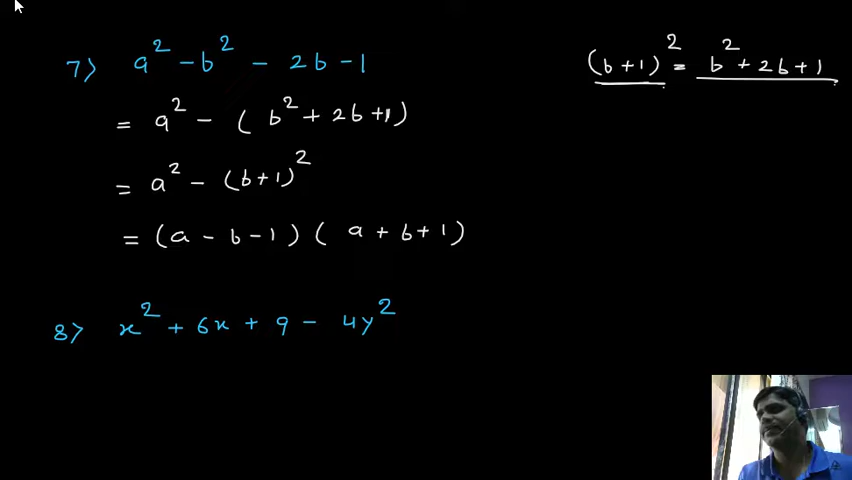 7) a² - b² - 2b - 1
(b+1)² = b² + 2b + 1
= a² - (b² + 2b + 1)
= a² - (b+1)²
= (a - b - 1) (a + b + 1)
8) x² + 6x + 9 - 4y²